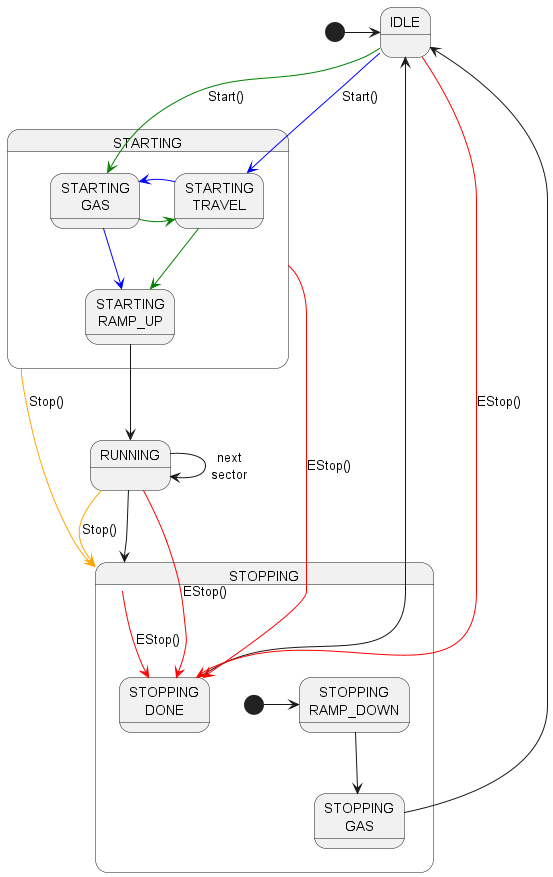 IDLE
Start()
Start()
STARTING
STARTING
GAS
STARTING
TRAVEL
STARTING
RAMP_UP
Stop()
EStop()
EStop()
RUNNING
next
sector
Stop()
STOPPING
EStop()
EStop()
STOPPING
DONE
STOPPING
RAMP_DOWN
STOPPING
GAS